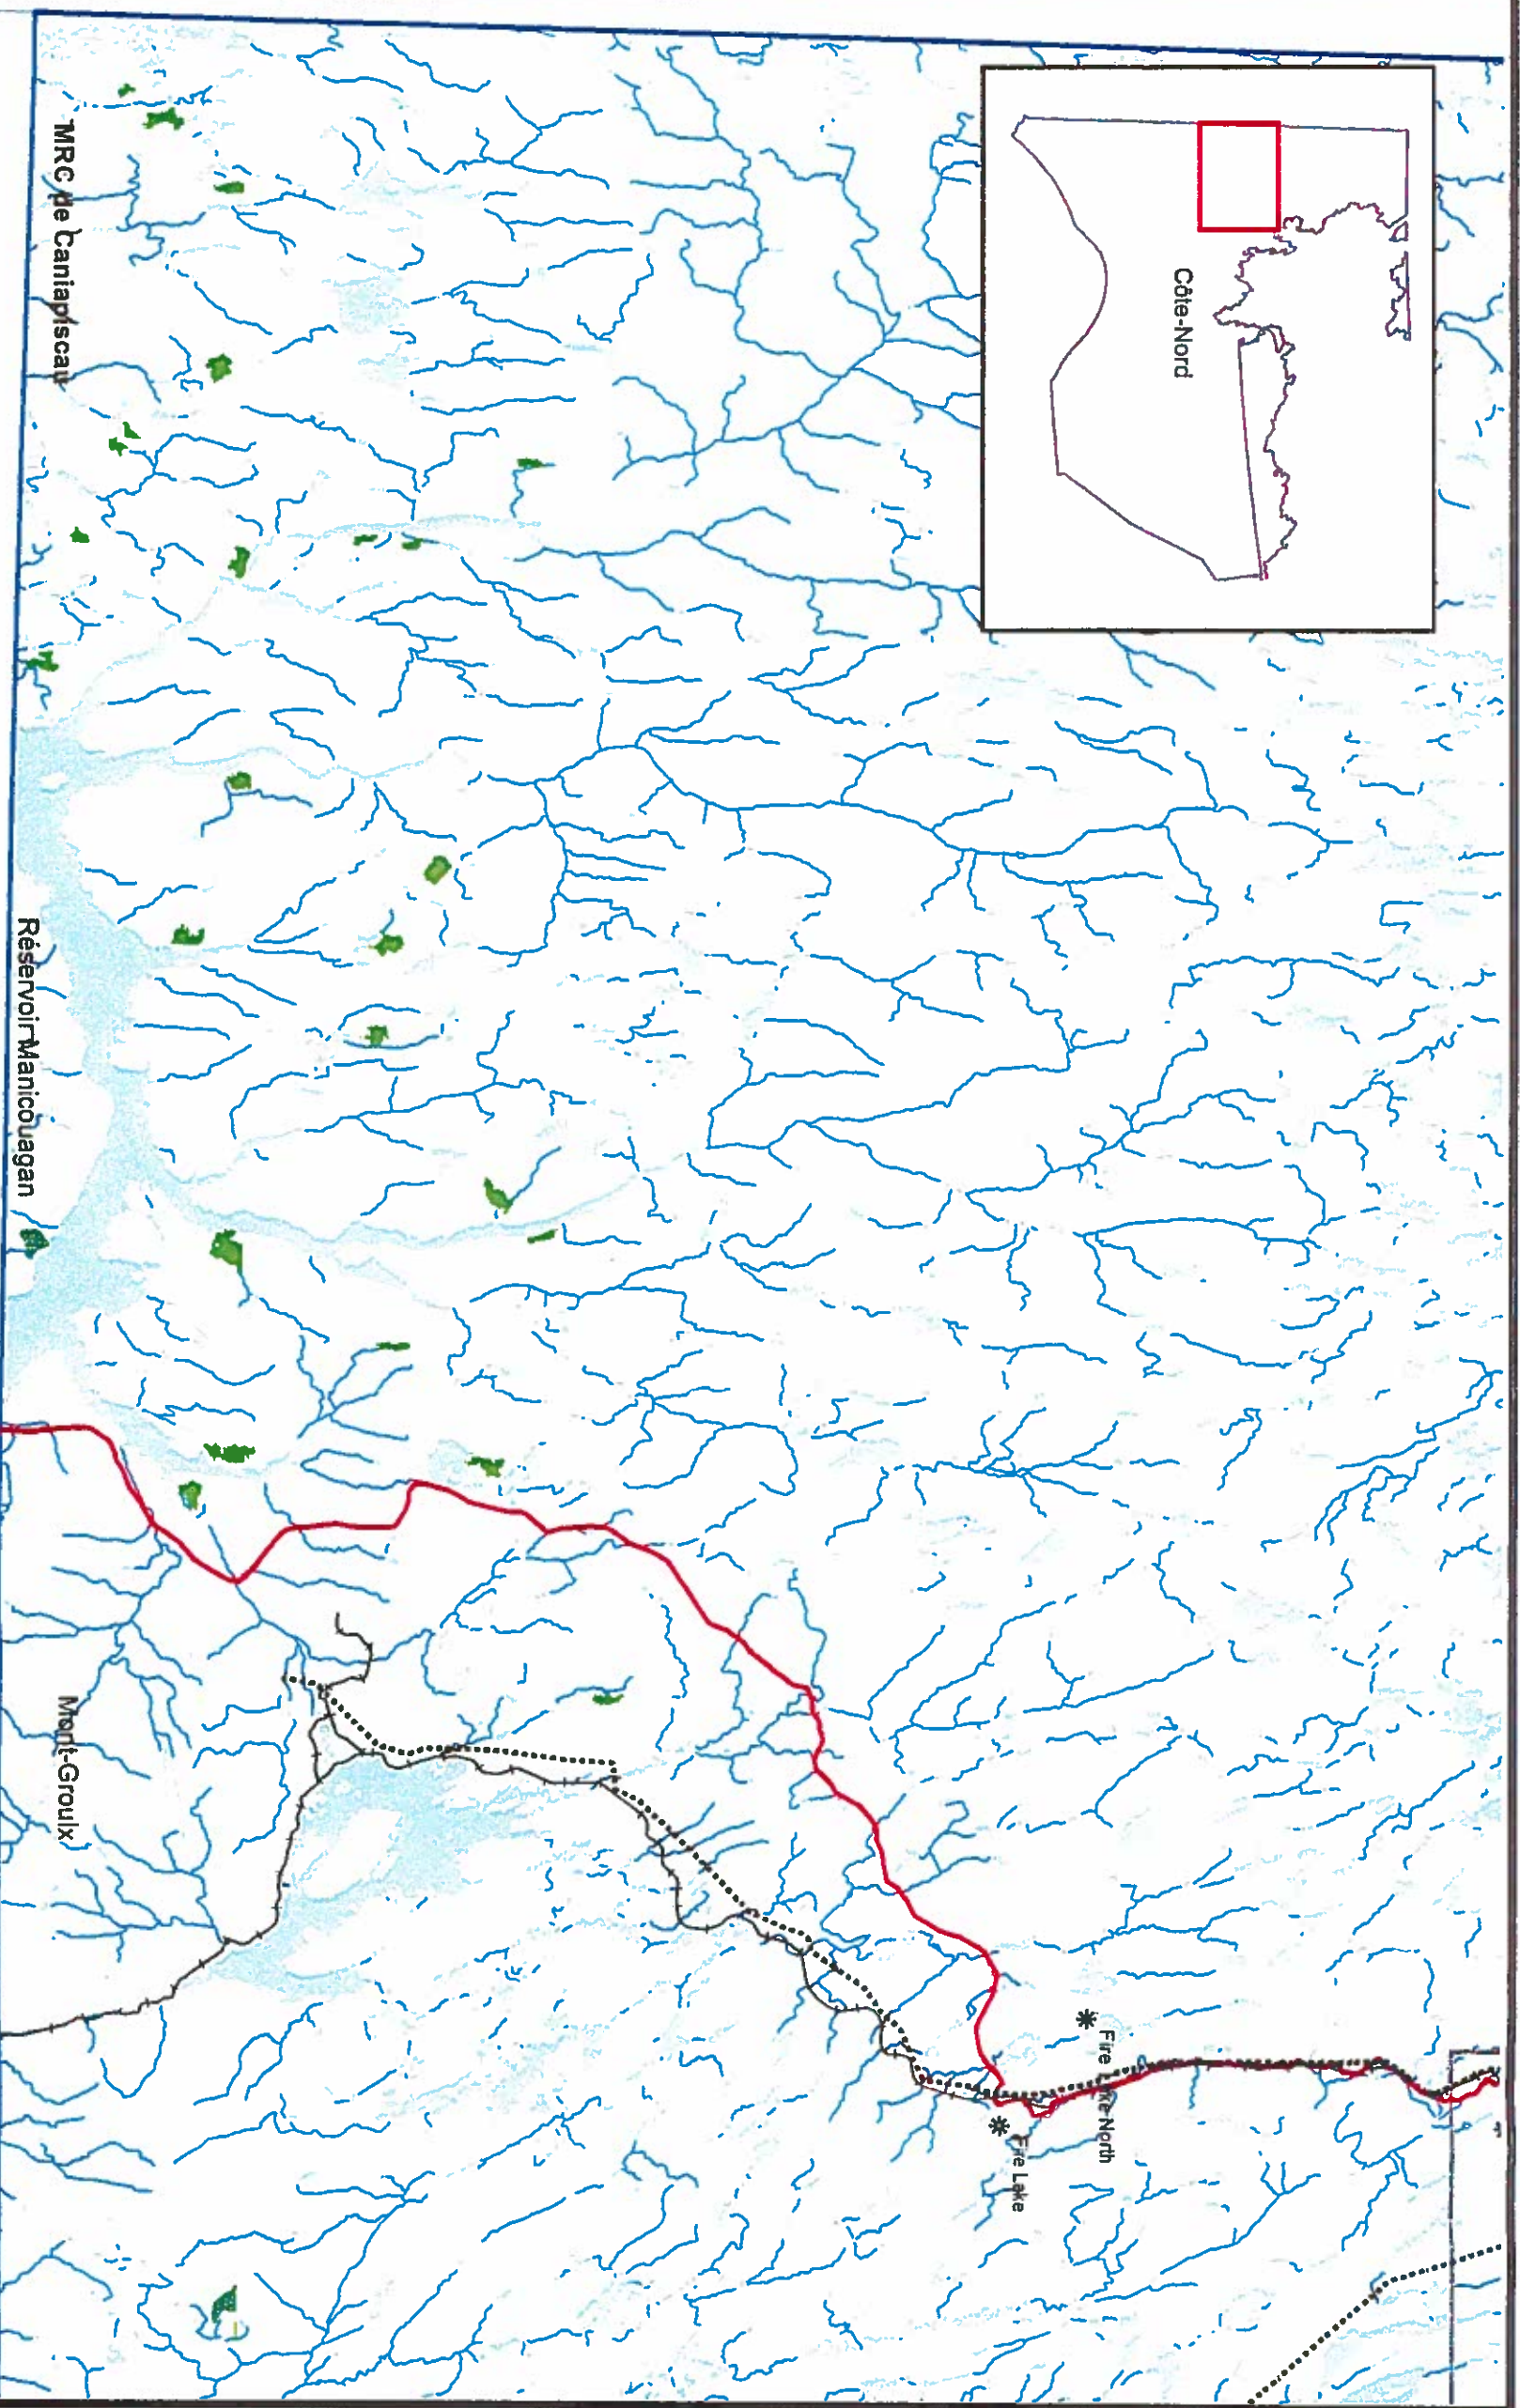 Côte-Nord
Fire Lake North
Fire Lake
MRC de Caniapiscau
Réservoir Manicouagan
Mont-Groulx